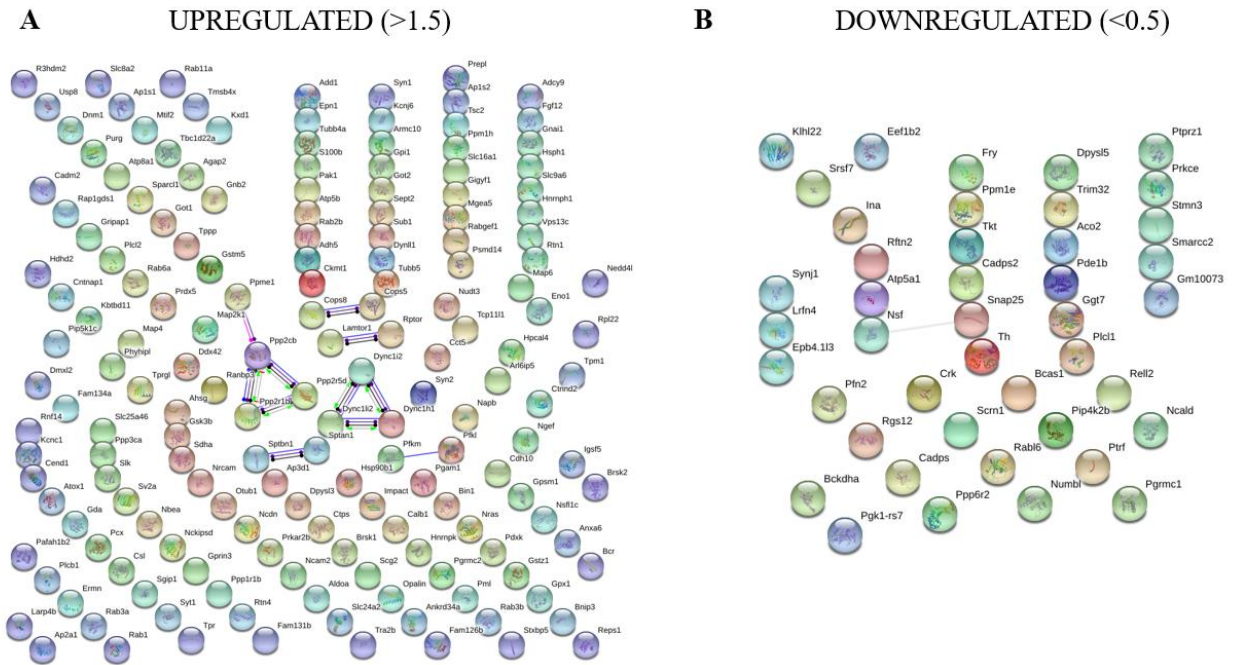 A UPREGULATED (>1.5)
R3hdm2 Slc8a2 Rab11a
Usp8 Ap1s1 Tmsb4x
Dnm1 Mtif2 Kxd1
Purg Tbc1d22a
Atp8a1 Agap2
Cadm2 Sparcl1 Gnb2
Rap1gds1 Got1
Gripap1 Tppp
Plcl2 Gstm5
Hdhd2 Rab6a Ppme1
Cntnap1 Prdx5
Kbtbd11 Map2k1
Pip5k1c Map4 Ppp2cb
Phyhipl Ddx42
Dmxl2 Tprgl Ranbp3 Ppp2r5d
Fam134a Ahsg Ppp2r1b
Rnf14 Slc25a46 Gsk3b
Kcnc1 Ppp3ca Sdha
Cend1 Slk Nrcam
Atox1 Sv2a Otub1
Gda Nbea Ncdn
Pcx Nckipsd Prkar2b
Pafah1b2 Csl Gprin3 Ncam2
Plcb1 Sgip1 Ppp1r1b Aldoa
Ermn Syt1 Rtn4 Slc24a2
Larp4b Rab3a Tpr Fam131b Tra2b
Ap2a1 Rab1
Add1
Epn1
Tubb4a
S100b
Pak1
Atp5b
Rab2b
Adh5
Ckmt1
Syn1
Kcnj6
Armc10
Gpi1
Got2
Sept2
Sub1
Dynll1
Tubb5
Prepl
Ap1s2
Tsc2
Ppm1h
Slc16a1
Gigyf1
Mgea5
Rabgef1
Psmd14
Adcy9
Fgf12
Gnai1
Hsph1
Slc9a6
Hnrnph1
Vps13c
Rtn1
Map6 Nedd4l
Cops8 Cops5 Nudt3 Eno1
Lamtor1 Rptor Tcp11l1 Rpl22
Dync1i2 Cct5 Hpcal4
Arl6ip5 Tpm1
Syn2 Ctnnd2
Dync1li2 Dync1h1 Napb
Sptbn1 Sptan1 Pfkm Pfkl Ngef
Ap3d1 Hsp90b1 Pgam1 Cdh10 Igsf5
Dpysl3 Impact Bin1 Gpsm1 Brsk2
Ctps Calb1 Nras Nsfl1c
Brsk1 Hnrnpk Pdxk Anxa6
Scg2 Pgrmc2 Gstz1 Bcr
Opalin Pml Gpx1
Ankrd34a Rab3b Bnip3
Fam126b Stxbp5 Reps1
B DOWNREGULATED (<0.5)
Klhl22 Eef1b2
Srsf7
Ina
Rftn2
Atp5a1
Nsf
Synj1
Lrfn4
Epb4.1l3
Fry
Ppm1e
Tkt
Cadps2
Snap25
Th
Dpysl5
Trim32
Aco2
Pde1b
Ggt7
Plcl1
Ptprz1
Prkce
Stmn3
Smarcc2
Gm10073
Pfn2 Crk Bcas1 Rell2
Rgs12 Scrn1 Pip4k2b Ncald
Cadps Rabl6 Ptrf
Bckdha Ppp6r2 Numbl Pgrmc1
Pgk1-rs7